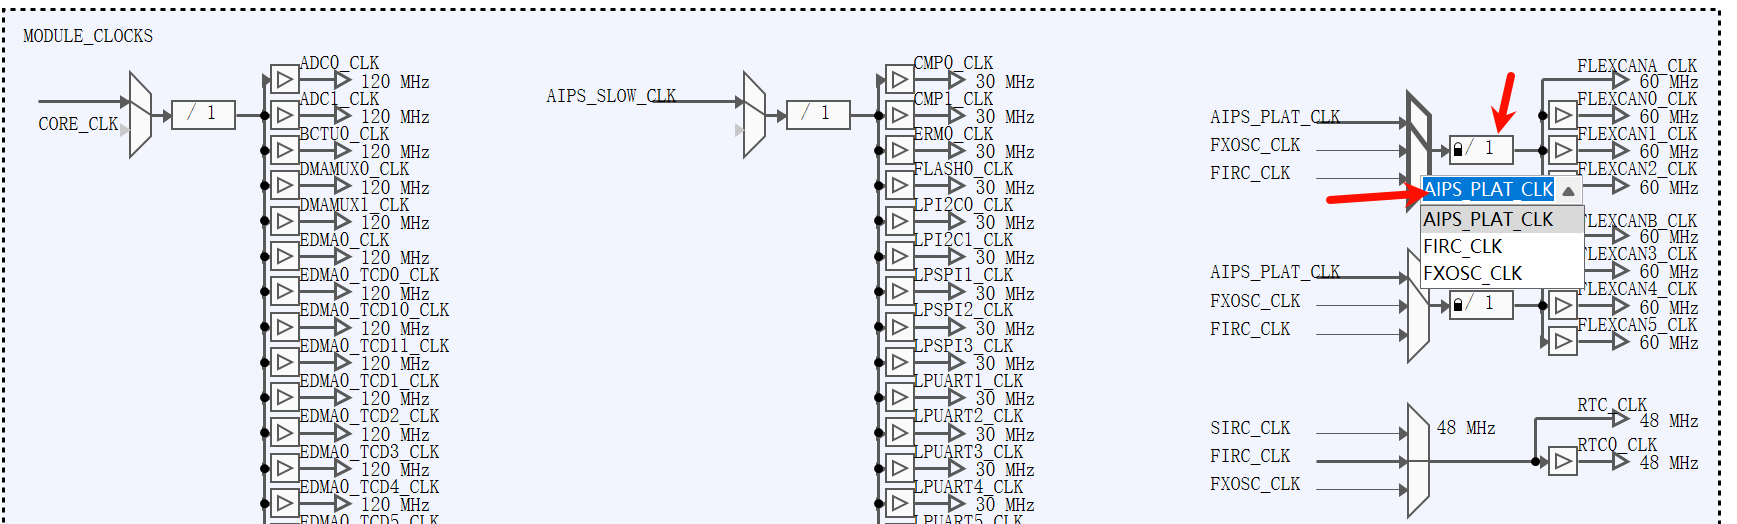 MODULE_CLOCKS
CORE_CLK
/ 1
ADC0_CLK
120 MHz
ADC1_CLK
120 MHz
BCTU0_CLK
120 MHz
DMAMUX0_CLK
120 MHz
DMAMUX1_CLK
120 MHz
EDMA0_CLK
120 MHz
EDMA0_TCD0_CLK
120 MHz
EDMA0_TCD10_CLK
120 MHz
EDMA0_TCD11_CLK
120 MHz
EDMA0_TCD1_CLK
120 MHz
EDMA0_TCD2_CLK
120 MHz
EDMA0_TCD3_CLK
120 MHz
EDMA0_TCD4_CLK
120 MHz
EDMA0_TCD5_CLK
AIPS_SLOW_CLK
/ 1
CMP0_CLK
30 MHz
CMP1_CLK
30 MHz
ERM0_CLK
30 MHz
FLASH0_CLK
30 MHz
LPI2C0_CLK
30 MHz
LPI2C1_CLK
30 MHz
LPSPI1_CLK
30 MHz
LPSPI2_CLK
30 MHz
LPSPI3_CLK
30 MHz
LPUART1_CLK
30 MHz
LPUART2_CLK
30 MHz
LPUART3_CLK
30 MHz
LPUART4_CLK
30 MHz
LPUART5_CLK
AIPS_PLAT_CLK
FXOSC_CLK
FIRC_CLK
/ 1
AIPS_PLAT_CLK
AIPS_PLAT_CLK
FIRC_CLK
FXOSC_CLK
FLEXCANA_CLK
60 MHz
FLEXCAN0_CLK
60 MHz
FLEXCAN1_CLK
60 MHz
FLEXCAN2_CLK
60 MHz
AIPS_PLAT_CLK
FXOSC_CLK
FIRC_CLK
/ 1
FLEXCANB_CLK
60 MHz
FLEXCAN3_CLK
60 MHz
FLEXCAN4_CLK
60 MHz
FLEXCAN5_CLK
60 MHz
SIRC_CLK
FIRC_CLK
FXOSC_CLK
48 MHz
RTC_CLK
48 MHz
RTC0_CLK
48 MHz